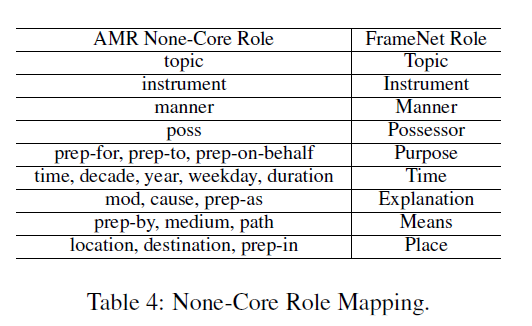 AMR None-Core Role FrameNet Role
topic Topic
instrument Instrument
manner Manner
poss Possessor
prep-for, prep-to, prep-on-behalf Purpose
time, decade, year, weekday, duration Time
mod, cause, prep-as Explanation
prep-by, medium, path Means
location, destination, prep-in Place
Table 4: None-Core Role Mapping.